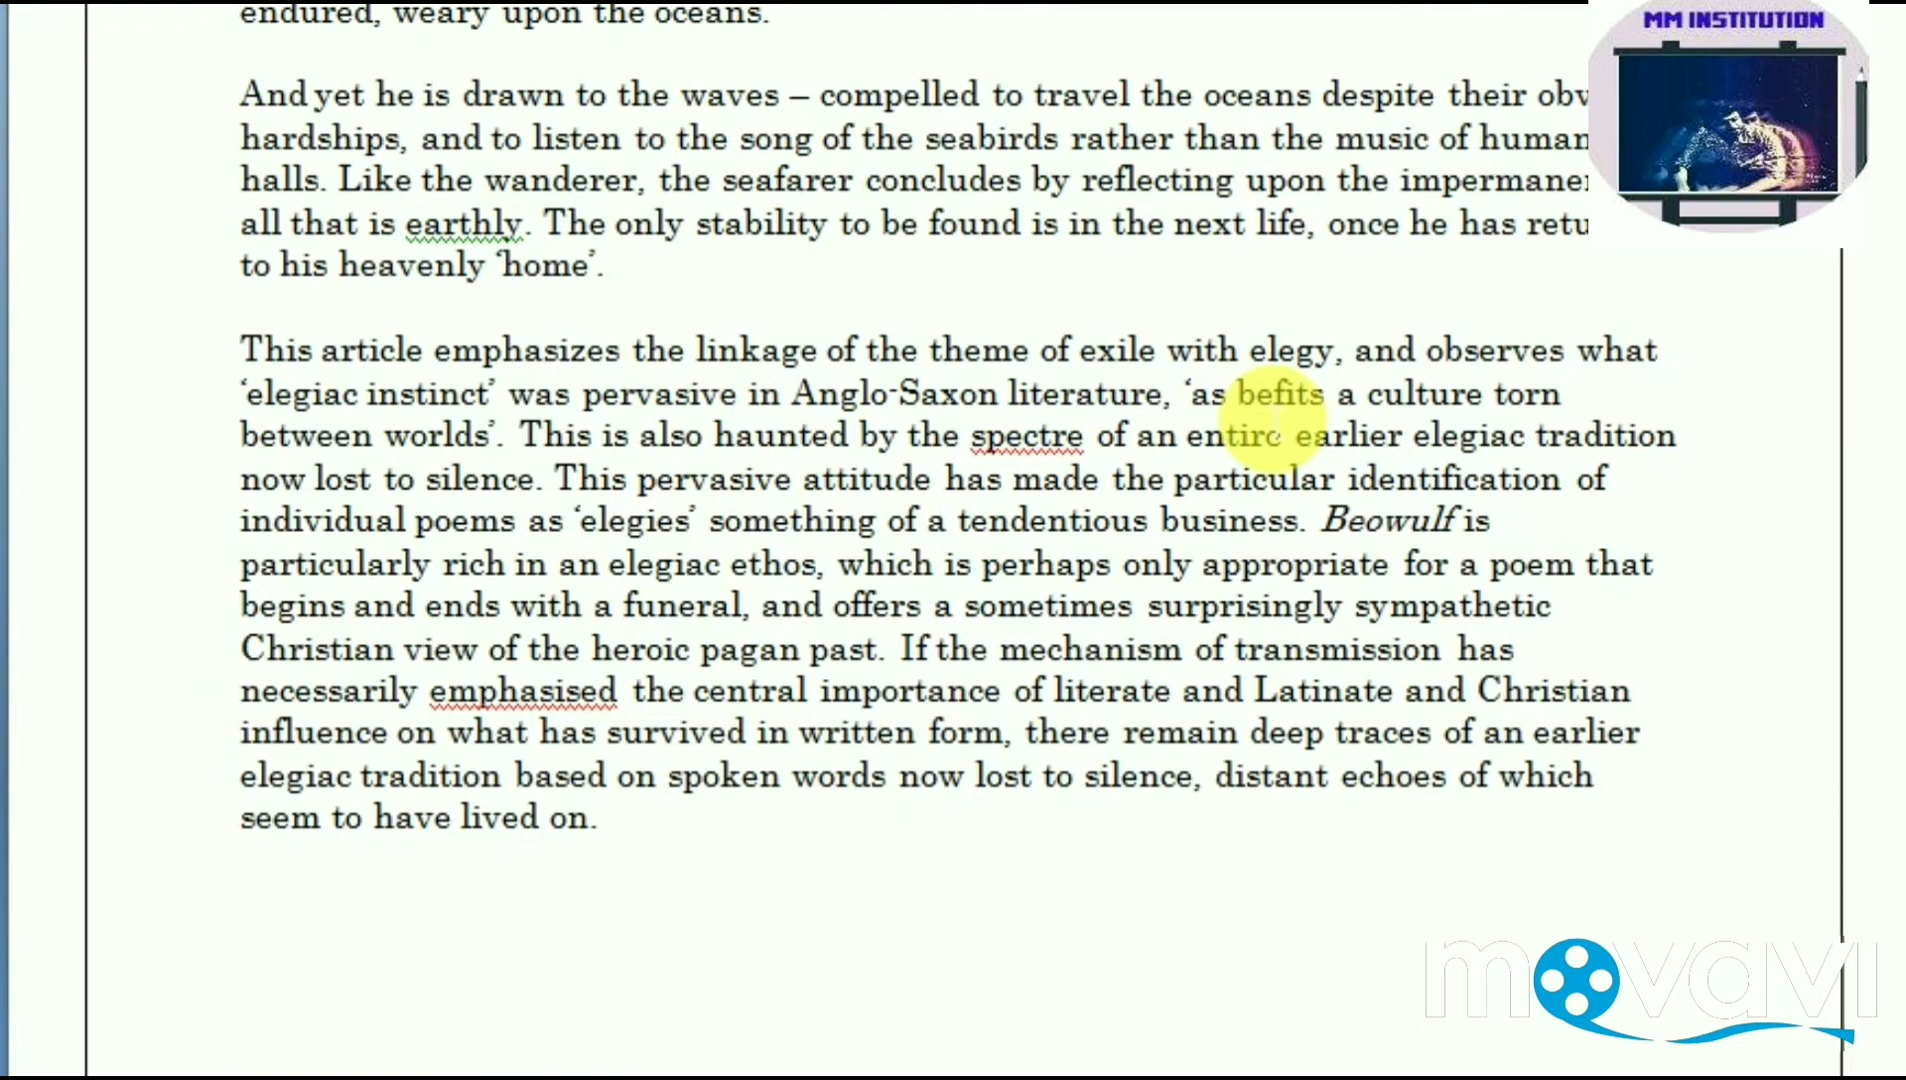 endured, weary upon the oceans.
MM INSTITUTION
And yet he is drawn to the waves – compelled to travel the oceans despite their
hardships, and to listen to the song of the seabirds rather than the music of human
halls. Like the wanderer, the seafarer concludes by reflecting upon the
all that is earthly. The only stability to be found is in the next life, once he has
to his heavenly ‘home’.
This article emphasizes the linkage of the theme of exile with elegy, and observes what
‘elegiac instinct’ was pervasive in Anglo-Saxon literature, ‘as befits a culture torn
between worlds’. This is also haunted by the spectre of an entire earlier elegiac tradition
now lost to silence. This pervasive attitude has made the particular identification of
individual poems as ‘elegies’ something of a tendentious business. Beowulf is
particularly rich in an elegiac ethos, which is perhaps only appropriate for a poem that
begins and ends with a funeral, and offers a sometimes surprisingly sympathetic
Christian view of the heroic pagan past. If the mechanism of transmission has
necessarily emphasised the central importance of literate and Latinate and Christian
influence on what has survived in written form, there remain deep traces of an earlier
elegiac tradition based on spoken words now lost to silence, distant echoes of which
seem to have lived on.
movavi